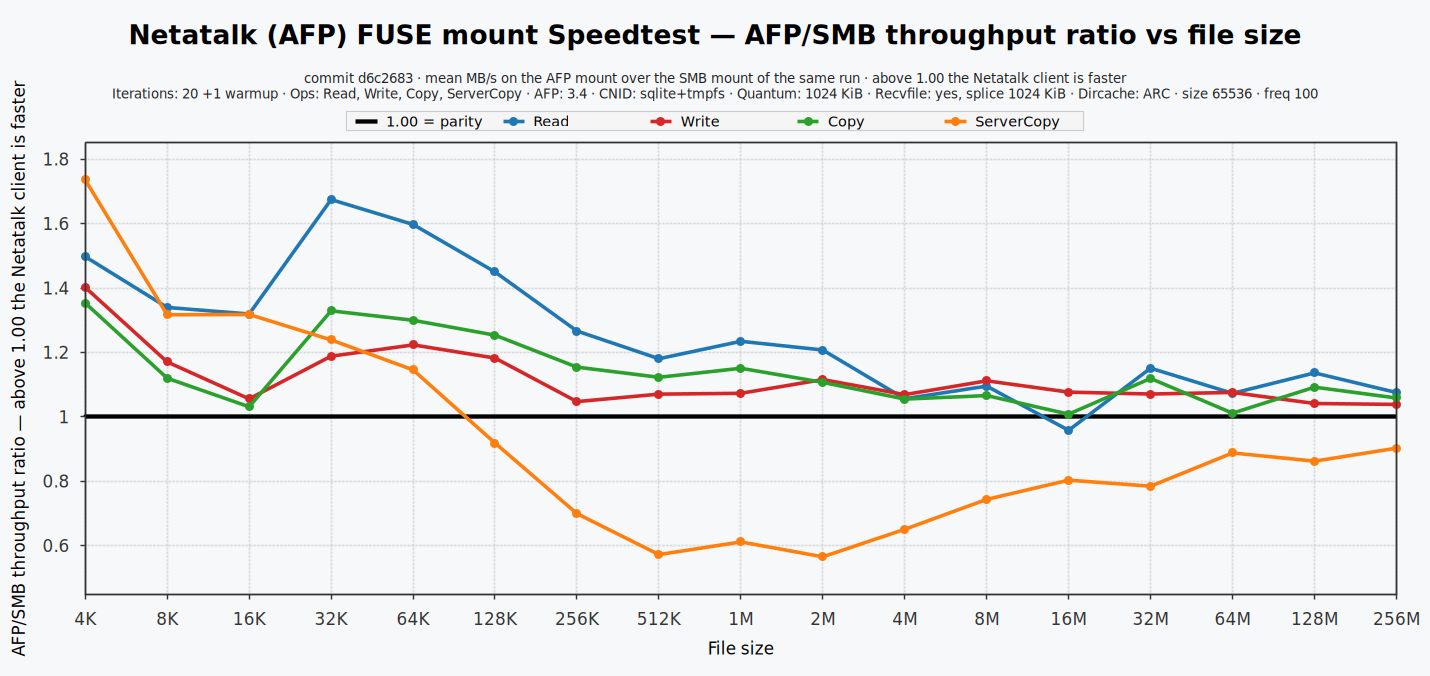 Netatalk (AFP) FUSE mount Speedtest — AFP/SMB throughput ratio vs file size
commit d6c2683 · mean MB/s on the AFP mount over the SMB mount of the same run · above 1.00 the Netatalk client is faster
Iterations: 20 +1 warmup · Ops: Read, Write, Copy, ServerCopy · AFP: 3.4 · CNID: sqlite+tmpfs · Quantum: 1024 KiB · Recvfile: yes, splice 1024 KiB · Dircache: ARC · size 65536 · freq 100
1.00 = parity Read Write Copy ServerCopy
AFP/SMB throughput ratio — above 1.00 the Netatalk client is faster
1.8
1.6
1.4
1.2
1
0.8
0.6
4K 8K 16K 32K 64K 128K 256K 512K 1M 2M 4M 8M 16M 32M 64M 128M 256M
File size